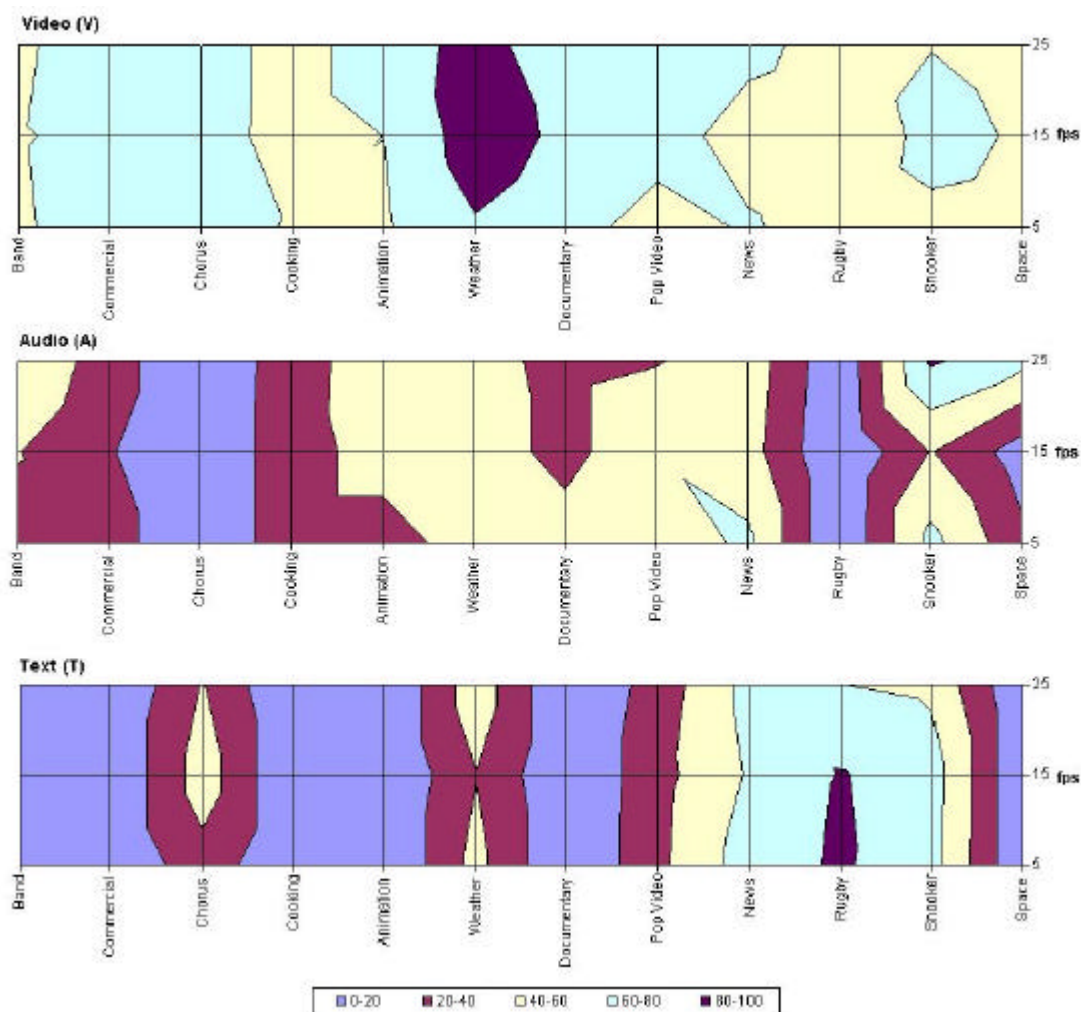 Video (V)
25
15 fps
5
Band
Commercial
Chorus
Cooking
Animation
Weather
Documentary
Pop Video
News
Rugby
Snooker
Space
Audio (A)
25
15 fps
5
Band
Commercial
Chorus
Cooking
Animation
Weather
Documentary
Pop Video
News
Rugby
Snooker
Space
Text (T)
25
15 fps
5
Band
Commercial
Chorus
Cooking
Animation
Weather
Documentary
Pop Video
News
Rugby
Snooker
Space
0-20 20-40 40-60 60-80 80-100